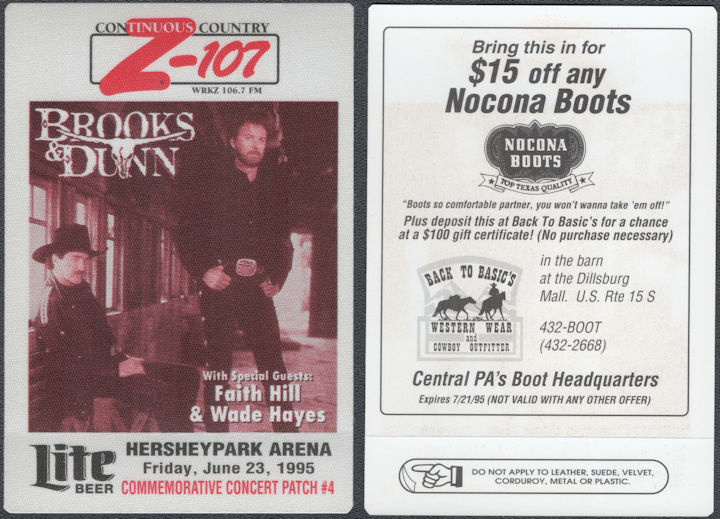 CONTINUOUS COUNTRY
Z-107
WRKZ 106.7 FM
BROOKS
& DUNN
With Special Guests:
Faith Hill
& Wade Hayes
Lite
BEER
HERSHEYPARK ARENA
Friday, June 23, 1995
COMMEMORATIVE CONCERT PATCH #4
Bring this in for
$15 off any
Nocona Boots
NOCONA
BOOTS
TOP TEXAS QUALITY
"Boots so comfortable partner, you won't wanna take 'em off!"
Plus deposit this at Back To Basic's for a chance
at a $100 gift certificate! (No purchase necessary)
BACK TO BASIC'S
WESTERN WEAR
and
COWBOY OUTFITTER
in the barn
at the Dillsburg
Mall. U.S. Rte 15 S
432-BOOT
(432-2668)
Central PA's Boot Headquarters
Expires 7/21/95 (NOT VALID WITH ANY OTHER OFFER)
DO NOT APPLY TO LEATHER, SUEDE, VELVET,
CORDUROY, METAL OR PLASTIC.